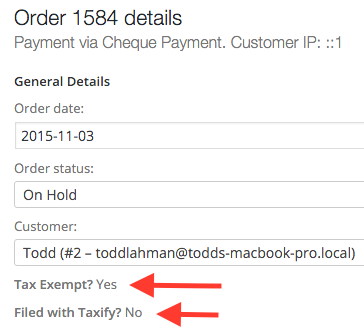 Order 1584 details
Payment via Cheque Payment. Customer IP: ::1
General Details
Order date:
2015-11-03
Order status:
On Hold
Customer:
Todd (#2 – toddlahman@todds-macbook-pro.local)
Tax Exempt? Yes
Filed with Taxify? No